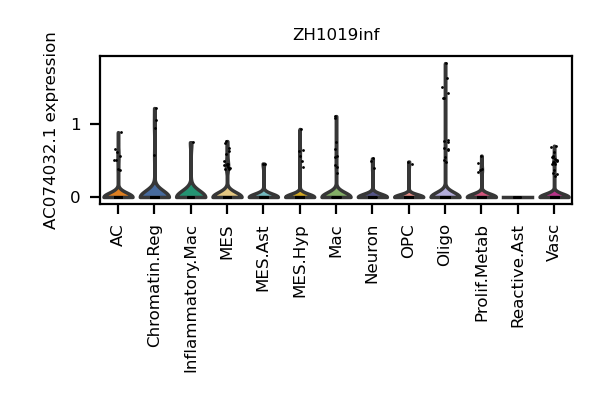 ZH1019inf
AC074032.1 expression
1
0
AC
Chromatin.Reg
Inflammatory.Mac
MES
MES.Ast
MES.Hyp
Mac
Neuron
OPC
Oligo
Prolif.Metab
Reactive.Ast
Vasc